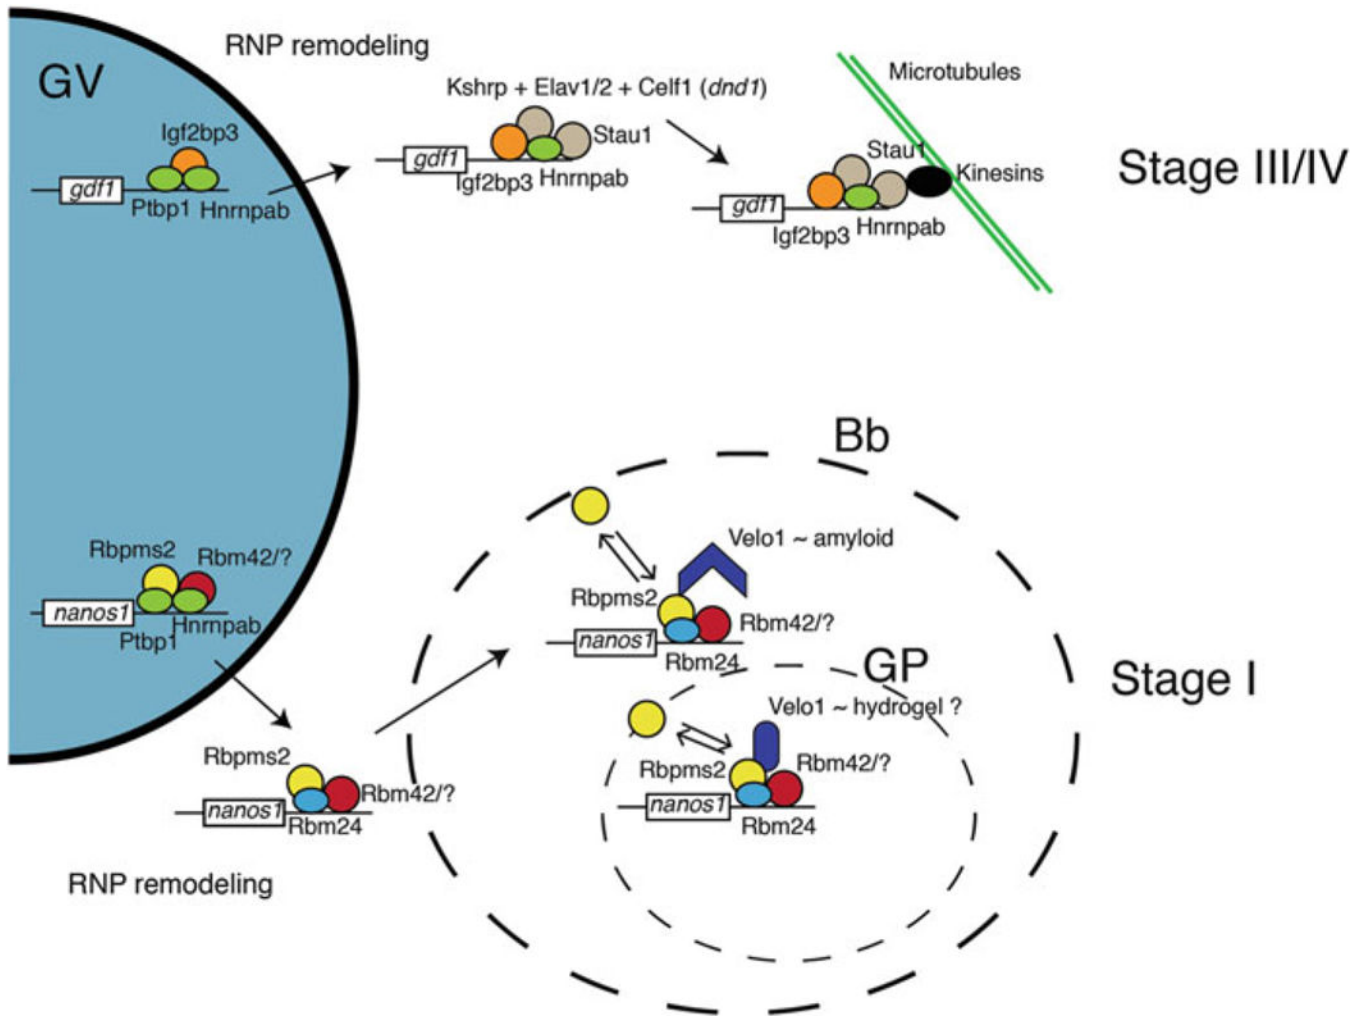 RNP remodeling
GV
Kshrp + Elav1/2 + Celf1 (dnd1)
Microtubules
Igf2bp3
gdf1
Ptbp1 Hnrnpab
gdf1
Stau1
Igf2bp3 Hnrnpab
Stau1
Kinesins
gdf1
Igf2bp3 Hnrnpab
Stage III/IV
Bb
Rbpms2 Rbm42/?
nanos1
Ptbp1 Hnrnpab
Velo1 ~ amyloid
Rbpms2
Rbm42/?
nanos1
Rbm24
GP
Velo1 ~ hydrogel ?
Rbpms2
Rbm42/?
nanos1
Rbm24
Stage I
Rbpms2
Rbm42/?
nanos1
Rbm24
RNP remodeling